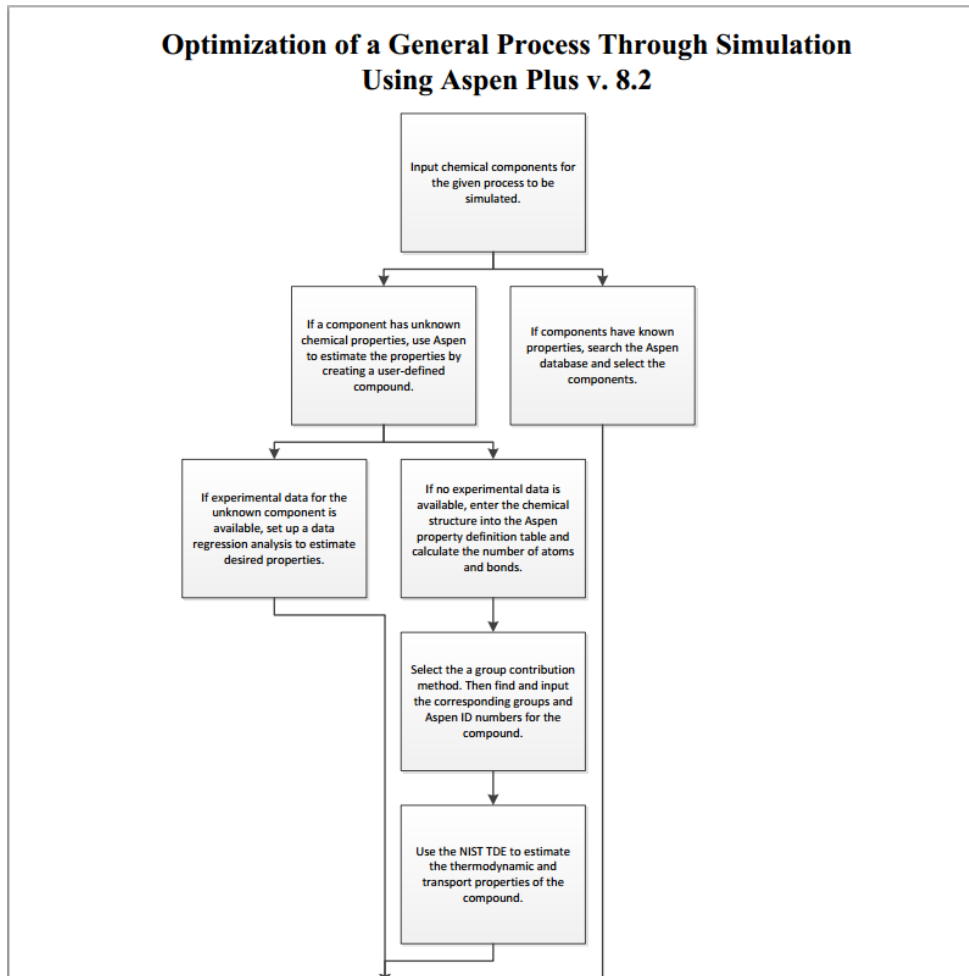 Optimization of a General Process Through Simulation
Using Aspen Plus v. 8.2
Input chemical components for
the given process to be
simulated.
If a component has unknown
chemical properties, use Aspen
to estimate the properties by
creating a user-defined
compound.
If components have known
properties, search the Aspen
database and select the
components.
If experimental data for the
unknown component is
available, set up a data
regression analysis to estimate
desired properties.
If no experimental data is
available, enter the chemical
structure into the Aspen
property definition table and
calculate the number of atoms
and bonds.
Select the a group contribution
method. Then find and input
the corresponding groups and
Aspen ID numbers for the
compound.
Use the NIST TDE to estimate
the thermodynamic and
transport properties of the
compound.